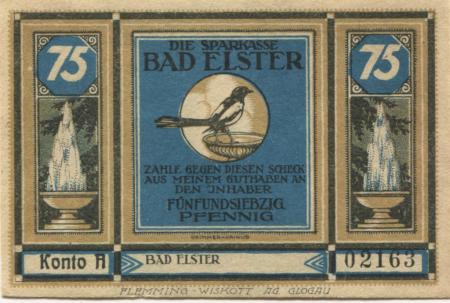 75
DIE SPARKASSE
BAD ELSTER
75
ZAHLE GEGEN DIESEN SCHECK
AUS MEINEM GUTHABEN AN
DEN INHABER
FÜNFUNDSIEBZIG
PFENNIG
Konto A
BAD ELSTER
02163
FLEMMING-WISKOTT AG. GLOGAU